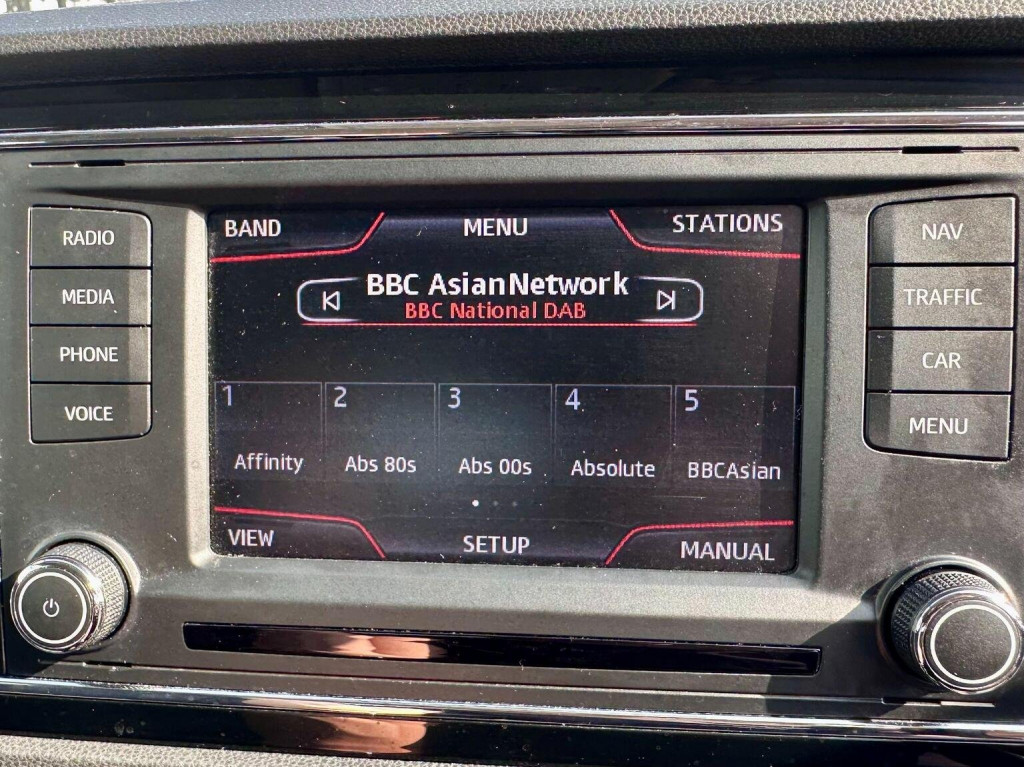 BAND MENU STATIONS
BBC AsianNetwork
BBC National DAB
1 2 3 4 5
Affinity Abs 80s Abs 00s Absolute BBCAsian
VIEW SETUP MANUAL
RADIO
MEDIA
PHONE
VOICE
NAV
TRAFFIC
CAR
MENU